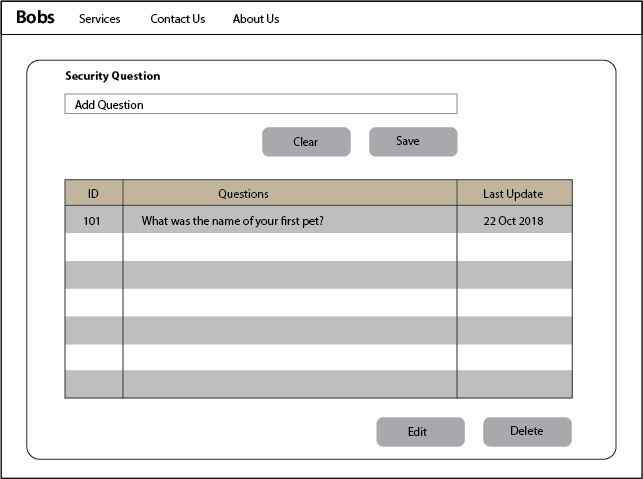 Bobs Services Contact Us About Us
Security Question
Add Question
Clear Save
ID Questions Last Update
101 What was the name of your first pet? 22 Oct 2018
Edit Delete